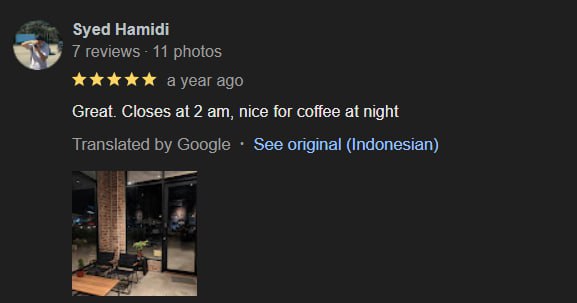 Syed Hamidi
7 reviews · 11 photos
a year ago
Great. Closes at 2 am, nice for coffee at night
Translated by Google · See original (Indonesian)